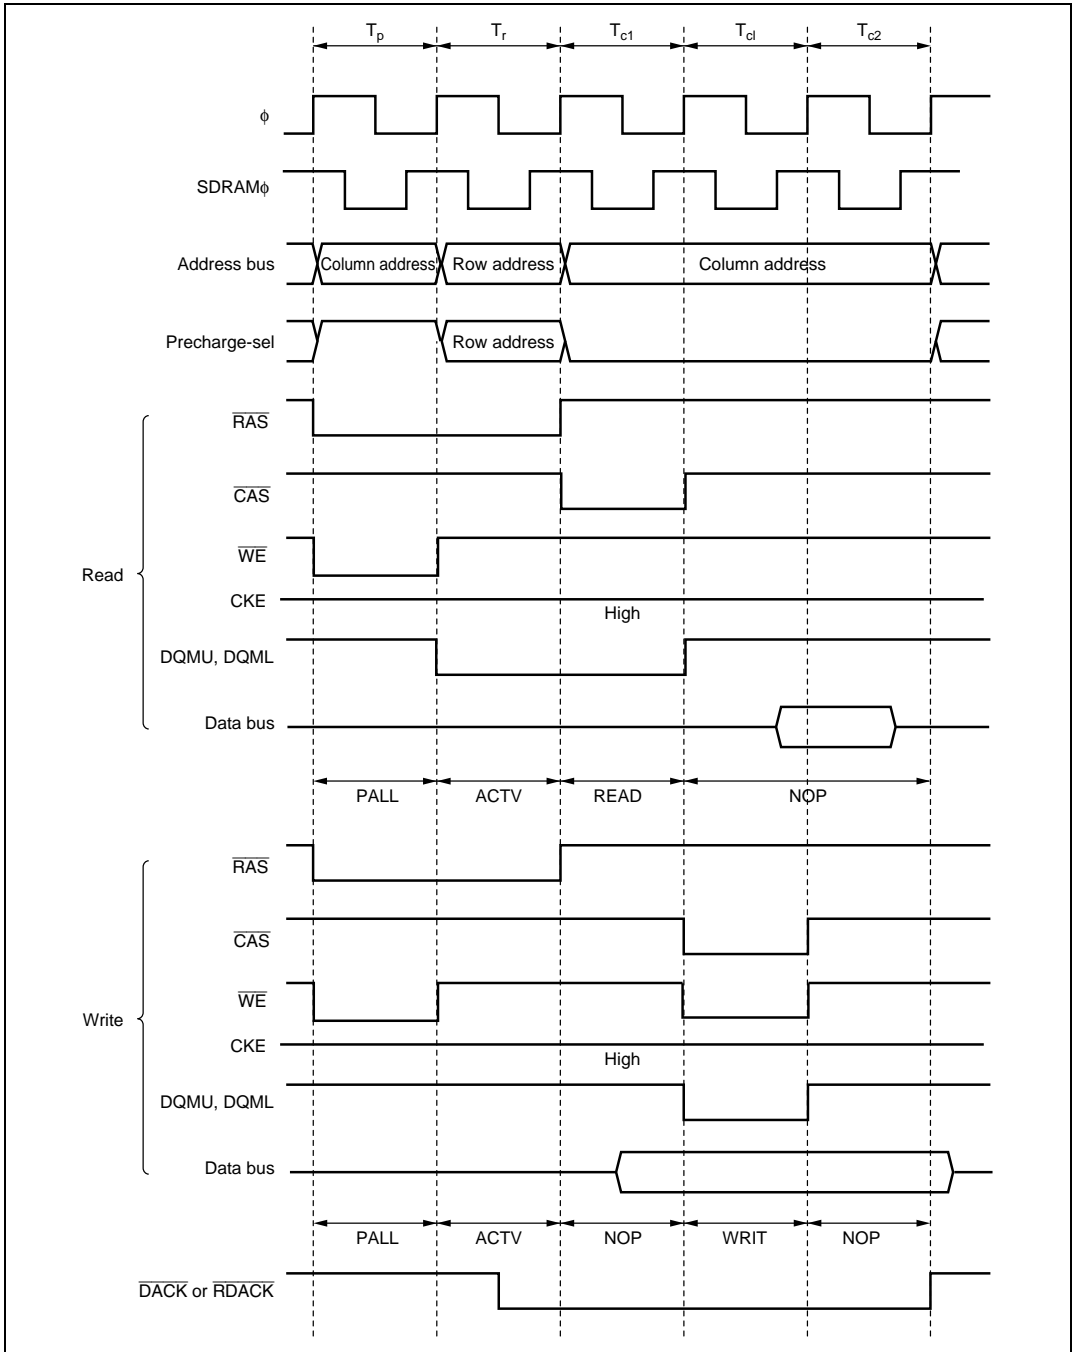 Tp Tr Tc1 Tcl Tc2
ϕ
SDRAMϕ
Address bus Column address Row address Column address
Precharge-sel Row address
RAS
CAS
WE
Read
CKE
High
DQMU, DQML
Data bus
PALL ACTV READ NOP
RAS
CAS
WE
Write
CKE
High
DQMU, DQML
Data bus
PALL ACTV NOP WRIT NOP
DACK or RDACK